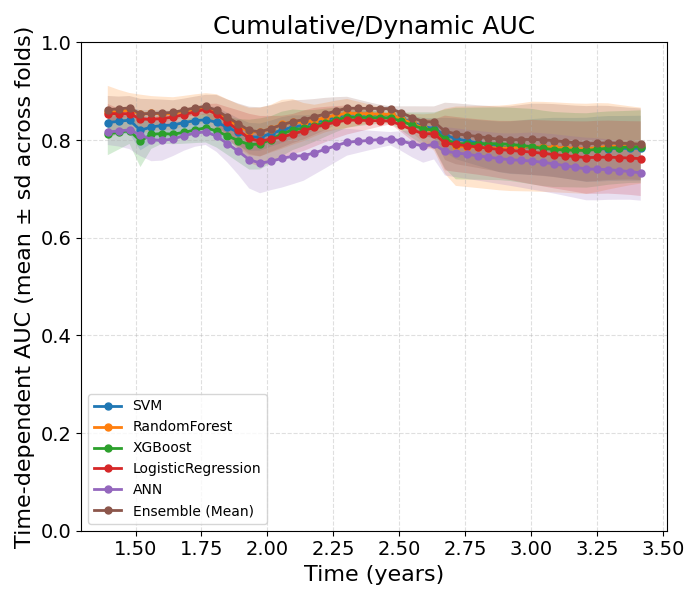 Cumulative/Dynamic AUC
Time-dependent AUC (mean ± sd across folds)
1.0
0.8
0.6
0.4
0.2
0.0
SVM
RandomForest
XGBoost
LogisticRegression
ANN
Ensemble (Mean)
1.50 1.75 2.00 2.25 2.50 2.75 3.00 3.25 3.50
Time (years)